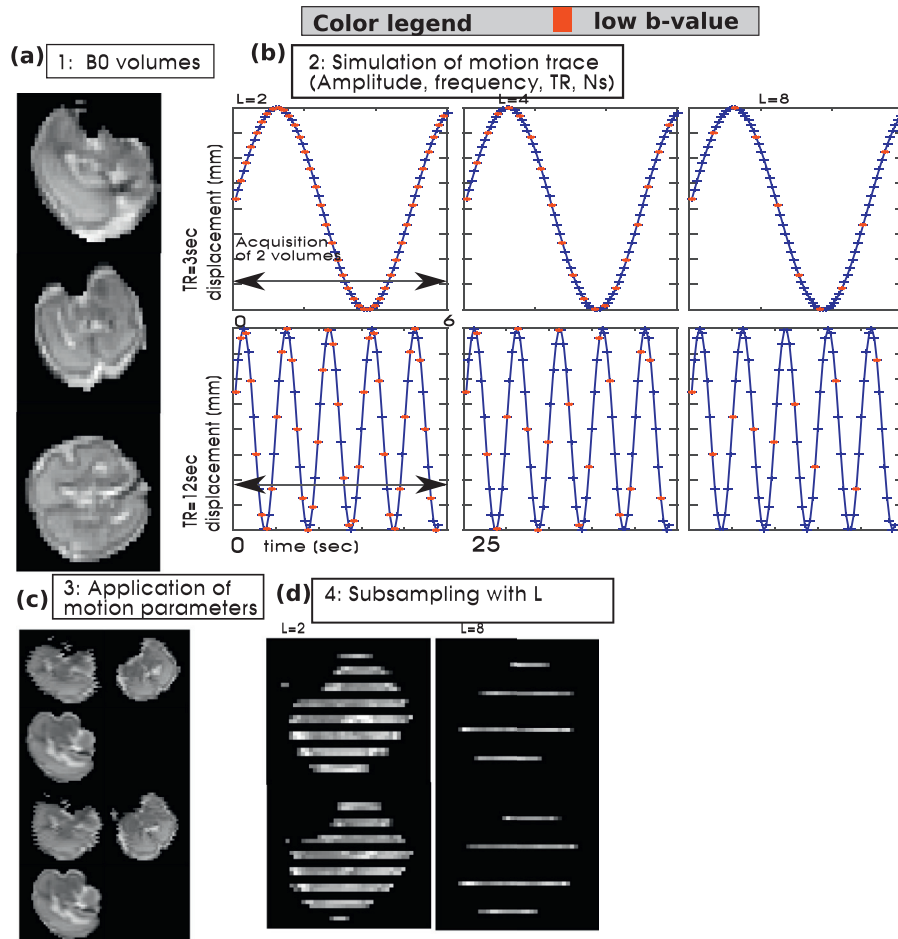 Color legend low b-value
(a) 1: B0 volumes
(b) 2: Simulation of motion trace
(Amplitude, frequency, TR, Ns)
L=2 L=4 L=8
TR=3sec
displacement (mm)
Acquisition
of 2 volumes
0 6
TR=12sec
displacement (mm)
0 time (sec) 25
(c) 3: Application of
motion parameters
(d) 4: Subsampling with L
L=2 L=8